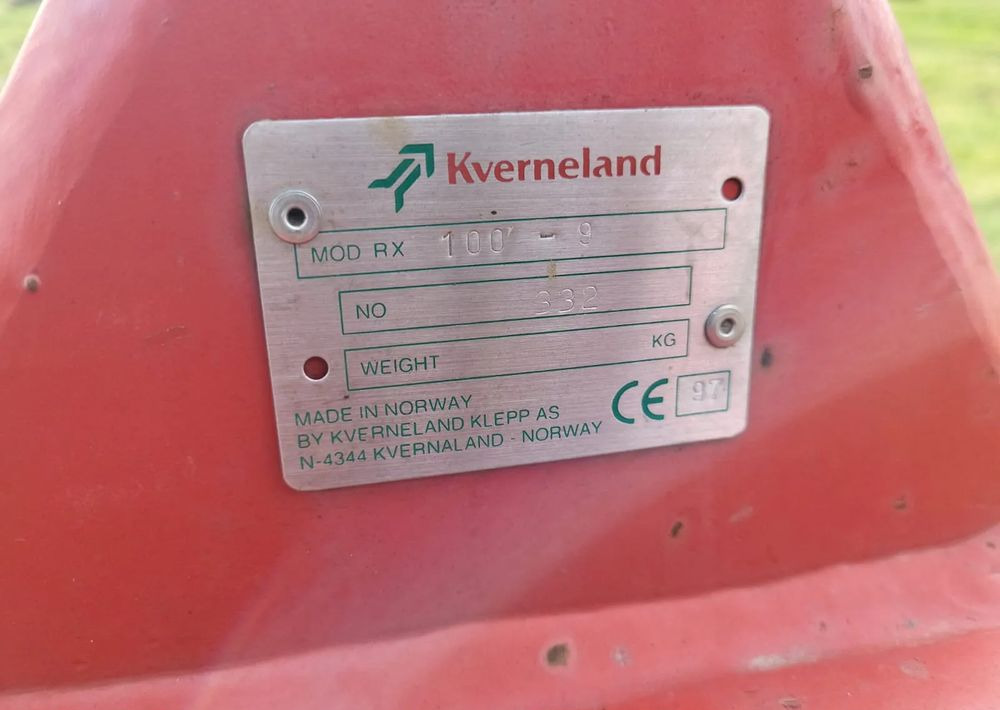 Kverneland
MOD RX 100 - 9
NO 332
WEIGHT KG
MADE IN NORWAY
BY KVERNELAND KLEPP AS
N-4344 KVERNALAND - NORWAY
CE 97